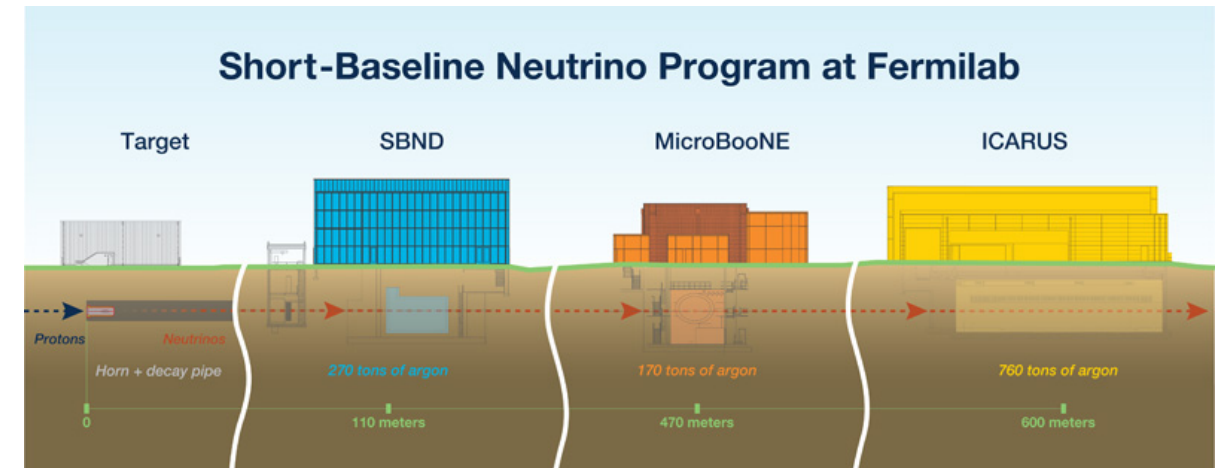 Short-Baseline Neutrino Program at Fermilab
Target
SBND
MicroBooNE
ICARUS
Protons
Neutrinos
Horn + decay pipe
270 tons of argon
170 tons of argon
760 tons of argon
0
110 meters
470 meters
600 meters